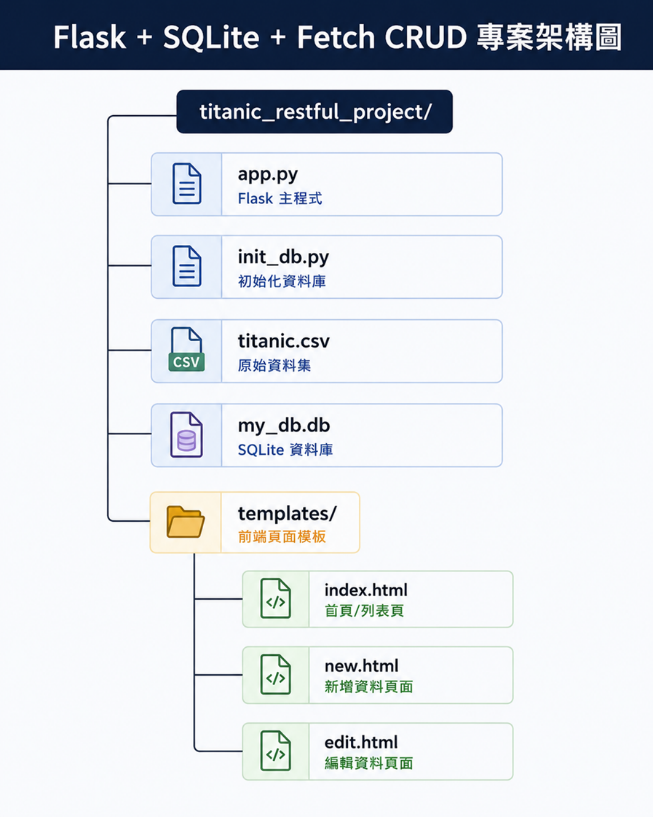 Flask + SQLite + Fetch CRUD 專案架構圖
titanic_restful_project/
app.py
Flask 主程式
init_db.py
初始化資料庫
CSV
titanic.csv
原始資料集
my_db.db
SQLite 資料庫
templates/
前端頁面模板
</>
index.html
首頁/列表頁
</>
new.html
新增資料頁面
</>
edit.html
編輯資料頁面